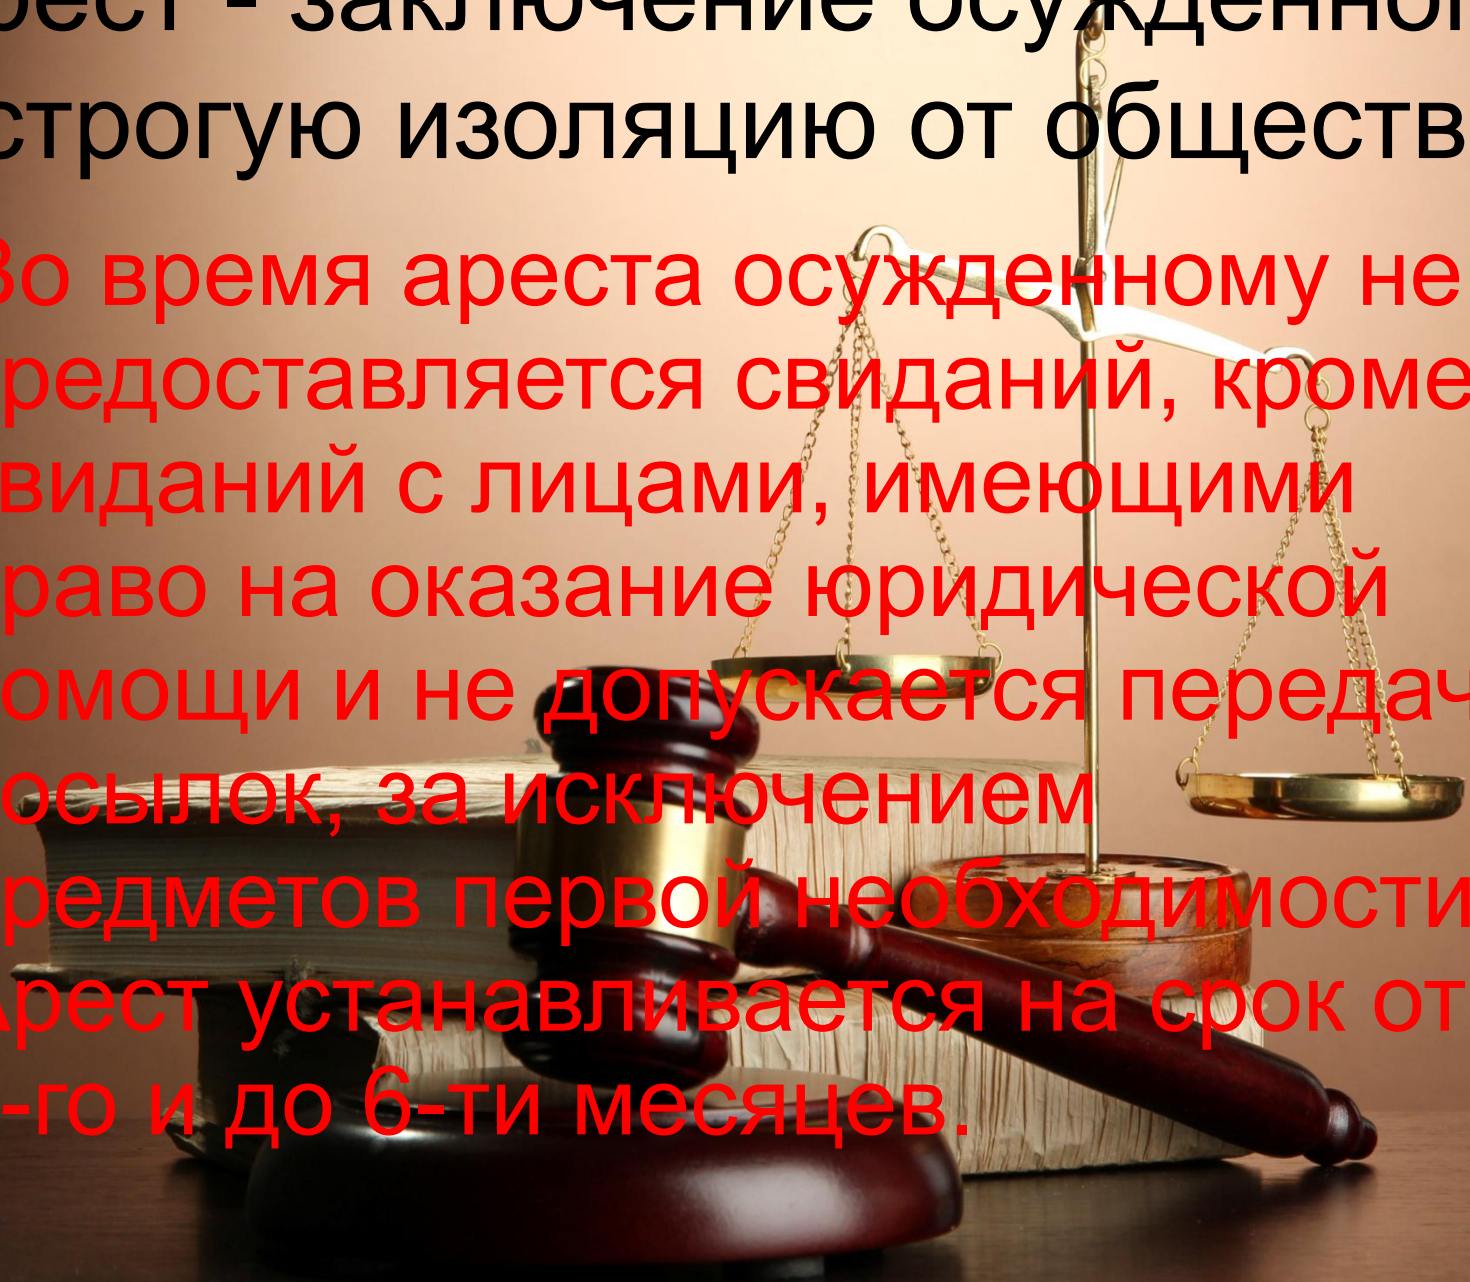 рест - заключение осужденног
строгую изоляцию от обществ
Во время ареста осужденному не
редоставляется свиданий, кроме
виданий с лицами, имеющими
раво на оказание юридической
омощи и не допускается передач
осылок, за исключением
редметов первой необходимости
Арест устанавливается на срок от
-го и до 6-ти месяцев.